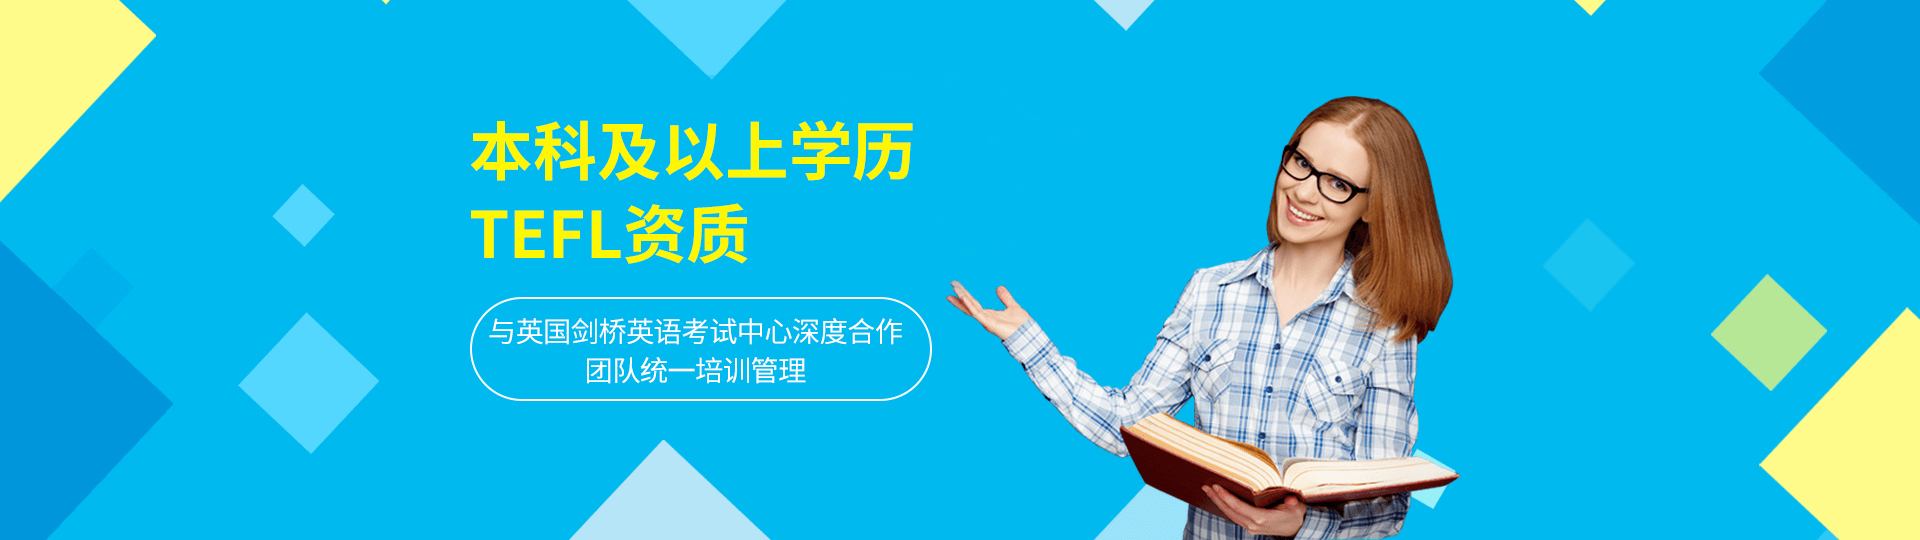 本科及以上学历
TEFL资质
与英国剑桥英语考试中心深度合作
团队统一培训管理